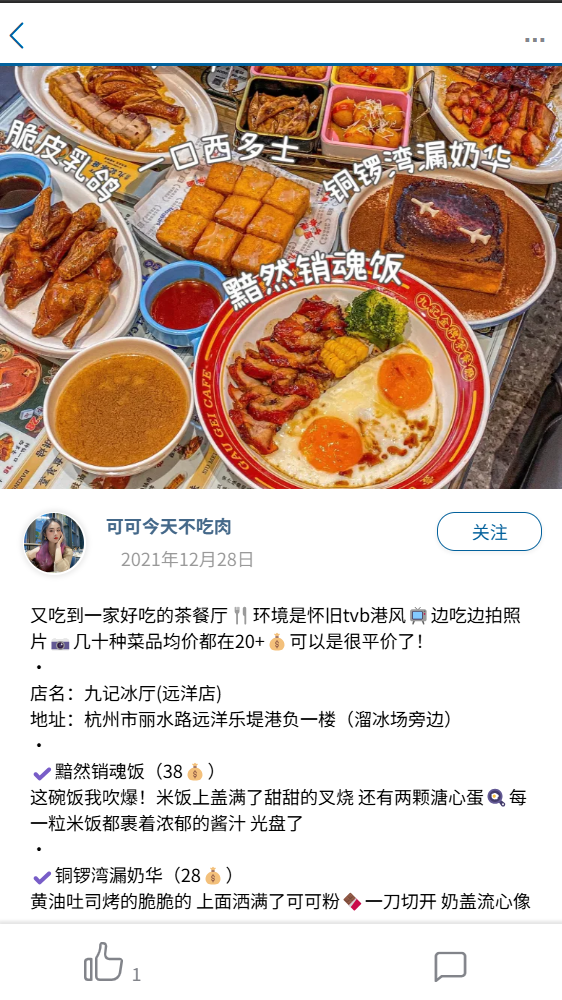 脆皮乳鸽
一口西多士
铜锣湾漏奶华
黯然销魂饭
GAU GEI CAFE
可可今天不吃肉
2021年12月28日
关注
又吃到一家好吃的茶餐厅🍴环境是怀旧tvb港风📺边吃边拍照
片📷几十种菜品均价都在20+💰可以是很平价了！
•
店名：九记冰厅(远洋店)
地址：杭州市丽水路远洋乐堤港负一楼（溜冰场旁边）
•
✔黯然销魂饭（38💰）
这碗饭我吹爆！米饭上盖满了甜甜的叉烧 还有两颗溏心蛋🍳每
一粒米饭都裹着浓郁的酱汁 光盘了
•
✔铜锣湾漏奶华（28💰）
黄油吐司烤的脆脆的 上面洒满了可可粉🍫一刀切开 奶盖流心像
1